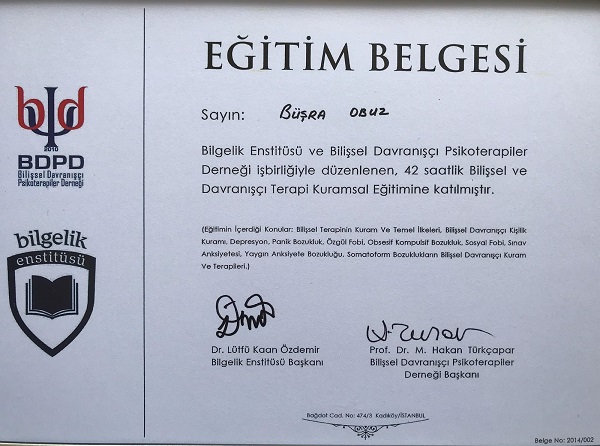 EĞİTİM BELGESİ
Sayın: BÜŞRA OBUZ
Bilgelik Enstitüsü ve Bilişsel Davranışçı Psikoterapiler
Derneği işbirliğiyle düzenlenen, 42 saatlik Bilişsel ve
Davranışçı Terapi Kuramsal Eğitimine katılmıştır.
(Eğitimin İçerdiği Konular: Bilişsel Terapinin Kuram Ve Temel İlkeleri, Bilişsel Davranışçı Kişilik
Kuramı, Depresyon, Panik Bozukluk, Özgül Fobi, Obsesif Kompulsif Bozukluk, Sosyal Fobi, Sınav
Anksiyetesi, Yaygın Anksiyete Bozukluğu, Somatoform Bozuklukların Bilişsel Davranışçı Kuram
Ve Terapileri.)
Dr. Lütfü Kaan Özdemir
Bilgelik Enstitüsü Başkanı
Prof. Dr. M. Hakan Türkçapar
Bilişsel Davranışçı Psikoterapiler
Derneği Başkanı
Bağdat Cad. No: 474/3 Kadıköy/İSTANBUL
Belge No: 2014/002
bpd
2010
BDPD
Bilişsel Davranışçı
Psikoterapiler Derneği
bilgelik
enstitüsü